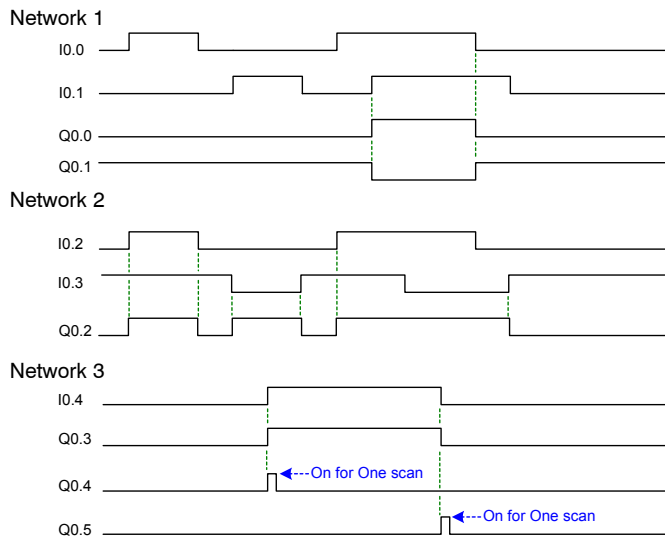 Network 1
I0.0
I0.1
Q0.0
Q0.1
Network 2
I0.2
I0.3
Q0.2
Network 3
I0.4
Q0.3
On for One scan
Q0.4
On for One scan
Q0.5